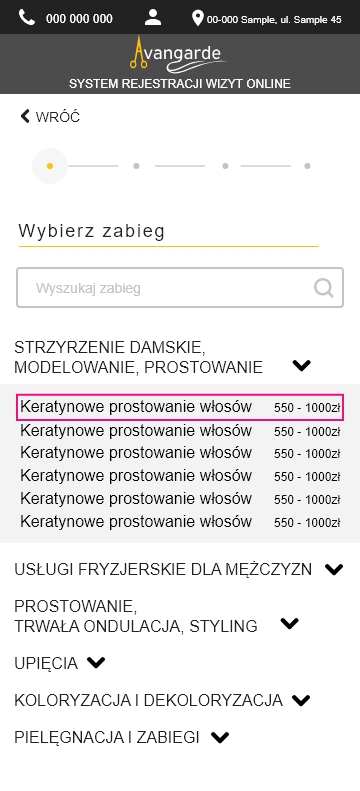 000 000 000
00-000 Sample, ul. Sample 45
Avangarde
SYSTEM REJESTRACJI WIZYT ONLINE
WRÓĆ
Wybierz zabieg
Wyszukaj zabieg
STRZYRZENIE DAMSKIE,
MODELOWANIE, PROSTOWANIE
Keratynowe prostowanie włosów 550 - 1000zł
Keratynowe prostowanie włosów 550 - 1000zł
Keratynowe prostowanie włosów 550 - 1000zł
Keratynowe prostowanie włosów 550 - 1000zł
Keratynowe prostowanie włosów 550 - 1000zł
Keratynowe prostowanie włosów 550 - 1000zł
USŁUGI FRYZJERSKIE DLA MĘŻCZYZN
PROSTOWANIE,
TRWAŁA ONDULACJA, STYLING
UPIĘCIA
KOLORYZACJA I DEKOLORYZACJA
PIELĘGNACJA I ZABIEGI